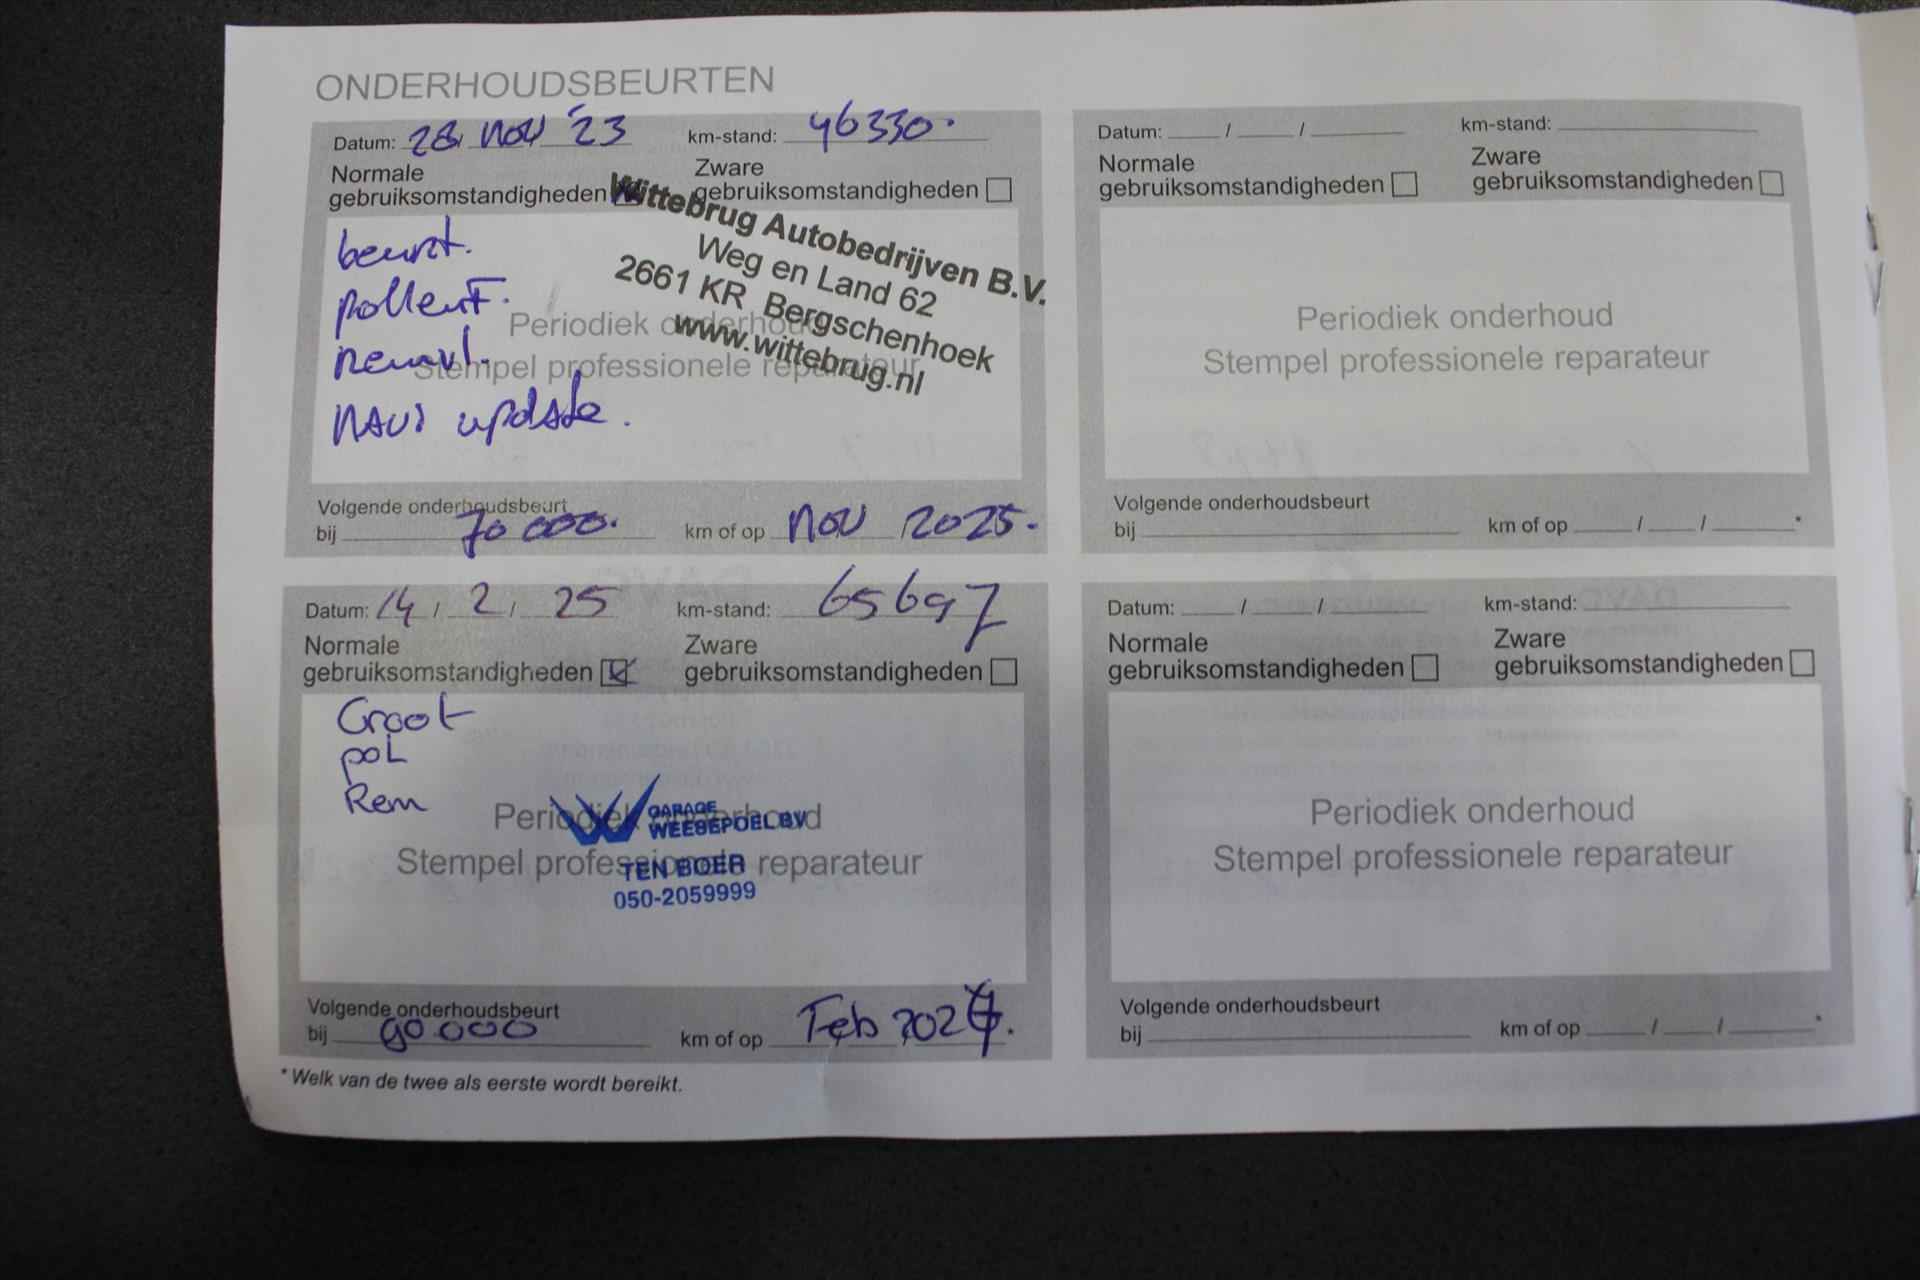 ONDERHOUDSBEURTEN
Datum: 28 nov '23 km-stand: 46330.
Normale Zware
gebruiksomstandigheden gebruiksomstandigheden
Wittebrug Autobedrijven B.V.
Weg en Land 62
2661 KR Bergschenhoek
www.wittebrug.nl
beurt.
pollenf.
remvl.
NAVi update.
Periodiek onderhoud
Stempel professionele reparateur
Volgende onderhoudsbeurt
bij 70 000. km of op nov 2025.
Datum: 14 / 2 / 25 km-stand: 65697
Normale Zware
gebruiksomstandigheden gebruiksomstandigheden
Groot
pol
Rem
Periodiek onderhoud
Stempel professionele reparateur
GARAGE
WEESEPOEL BV
TEN BOER
050-2059999
Volgende onderhoudsbeurt
bij 90.000 km of op Feb 2027.
* Welk van de twee als eerste wordt bereikt.
Datum: / / km-stand:
Normale Zware
gebruiksomstandigheden gebruiksomstandigheden
Periodiek onderhoud
Stempel professionele reparateur
Volgende onderhoudsbeurt
bij km of op / / *
Datum: / / km-stand:
Normale Zware
gebruiksomstandigheden gebruiksomstandigheden
Periodiek onderhoud
Stempel professionele reparateur
Volgende onderhoudsbeurt
bij km of op / / *